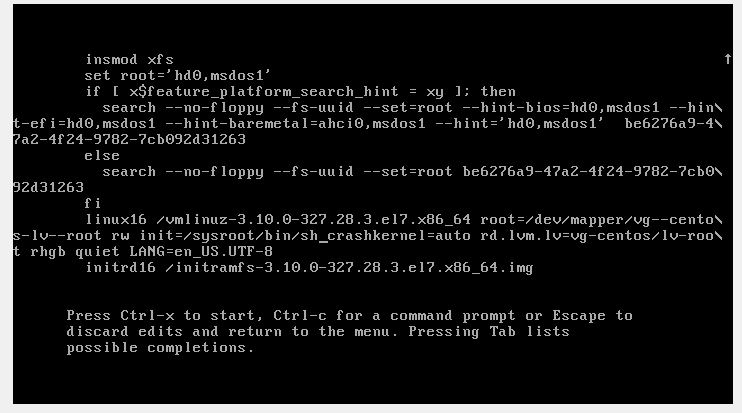 insmod xfs ↑
set root='hd0,msdos1'
if [ x$feature_platform_search_hint = xy ]; then
search --no-floppy --fs-uuid --set=root --hint-bios=hd0,msdos1 --hin\
t-efi=hd0,msdos1 --hint-baremetal=ahci0,msdos1 --hint='hd0,msdos1'  be6276a9-4\
7a2-4f24-9782-7cb092d31263
else
search --no-floppy --fs-uuid --set=root be6276a9-47a2-4f24-9782-7cb0\
92d31263
fi
linux16 /vmlinuz-3.10.0-327.28.3.el7.x86_64 root=/dev/mapper/vg--cento\
s-lv--root rw init=/sysroot/bin/sh_crashkernel=auto rd.lvm.lv=vg-centos/lv-roo\
t rhgb quiet LANG=en_US.UTF-8
initrd16 /initramfs-3.10.0-327.28.3.el7.x86_64.img
Press Ctrl-x to start, Ctrl-c for a command prompt or Escape to
discard edits and return to the menu. Pressing Tab lists
possible completions.